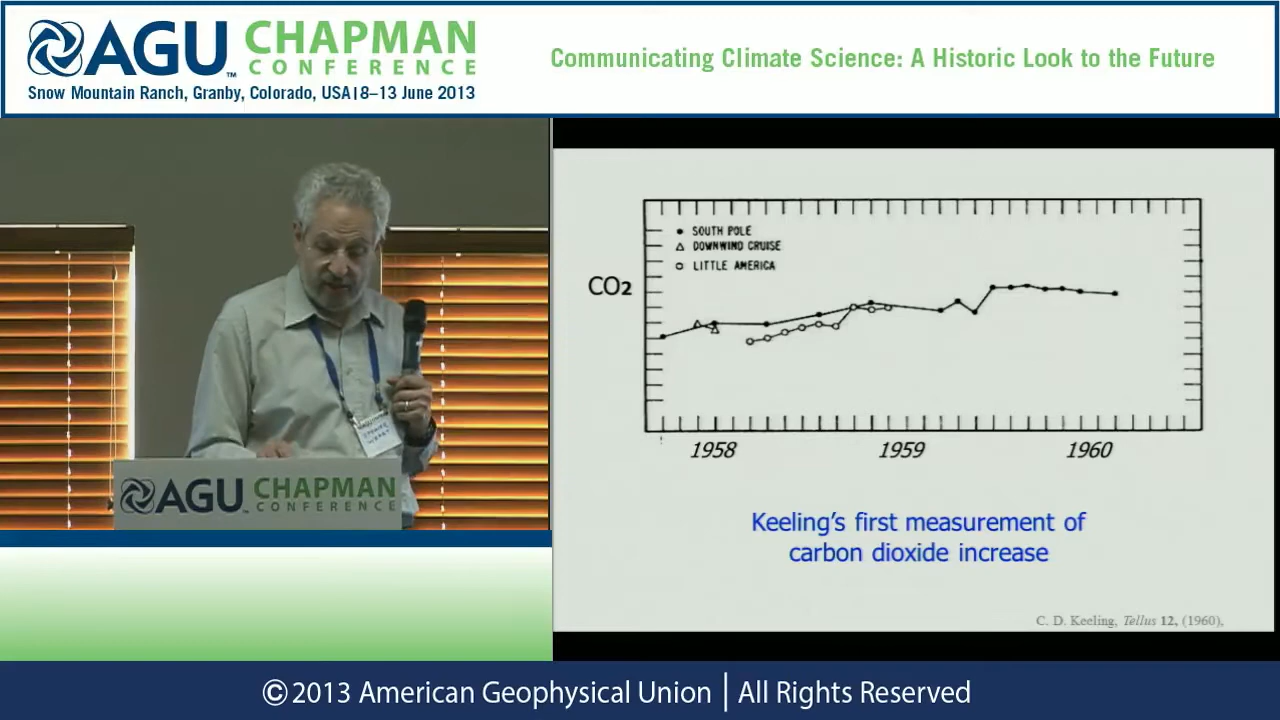 AGU CHAPMAN
CONFERENCE
Snow Mountain Ranch, Granby, Colorado, USA|8–13 June 2013
Communicating Climate Science: A Historic Look to the Future
SOUTH POLE
DOWNWIND CRUISE
LITTLE AMERICA
CO2
1958 1959 1960
Keeling's first measurement of
carbon dioxide increase
C. D. Keeling, Tellus 12, (1960),
AGU CHAPMAN
CONFERENCE
©2013 American Geophysical Union | All Rights Reserved